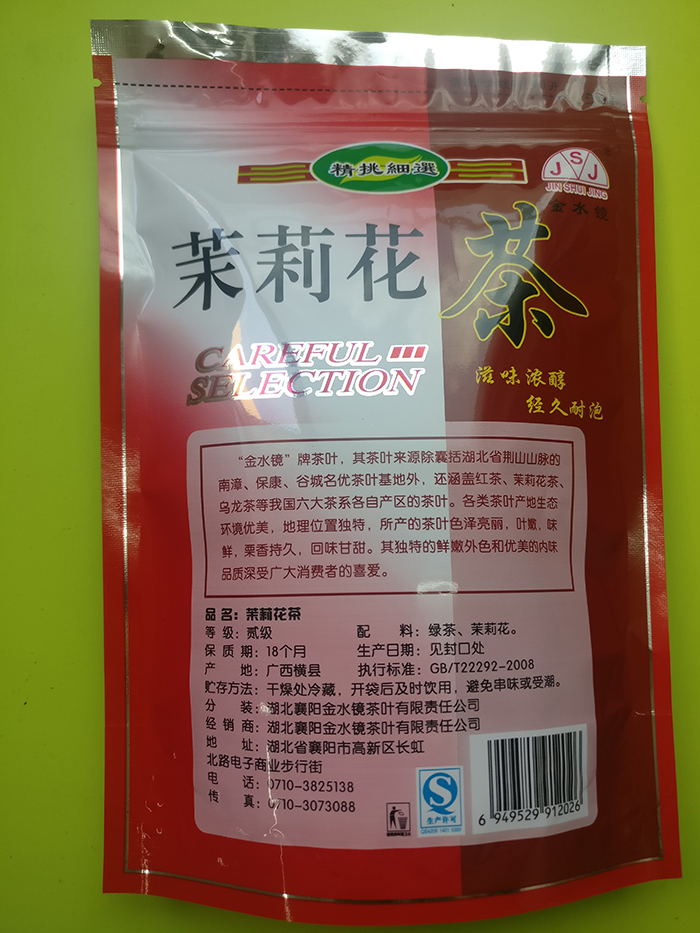 精挑细選
JSJ
JIN SHUI JING
金水镜
茉莉花茶
CAREFUL
SELECTION
滋味浓醇
经久耐泡
“金水镜”牌茶叶，其茶叶来源除囊括湖北省荆山山脉的
南漳、保康、谷城名优茶叶基地外，还涵盖红茶、茉莉花茶、
乌龙茶等我国六大茶系各自产区的茶叶。各类茶叶产地生态
环境优美，地理位置独特，所产的茶叶色泽亮丽，叶嫩，味
鲜，栗香持久，回味甘甜。其独特的鲜嫩外色和优美的内味
品质深受广大消费者的喜爱。
品名：茉莉花茶
等级：贰级 配料：绿茶、茉莉花。
保质期：18个月 生产日期：见封口处
产地：广西横县 执行标准：GB/T22292-2008
贮存方法：干燥处冷藏，开袋后及时饮用，避免串味或受潮。
分装：湖北襄阳金水镜茶叶有限责任公司
经销商：湖北襄阳金水镜茶叶有限责任公司
地址：湖北省襄阳市高新区长虹
北路电子商业步行街
电话：0710-3825138
传真：0710-3073088
生产许可
6 949529 912026